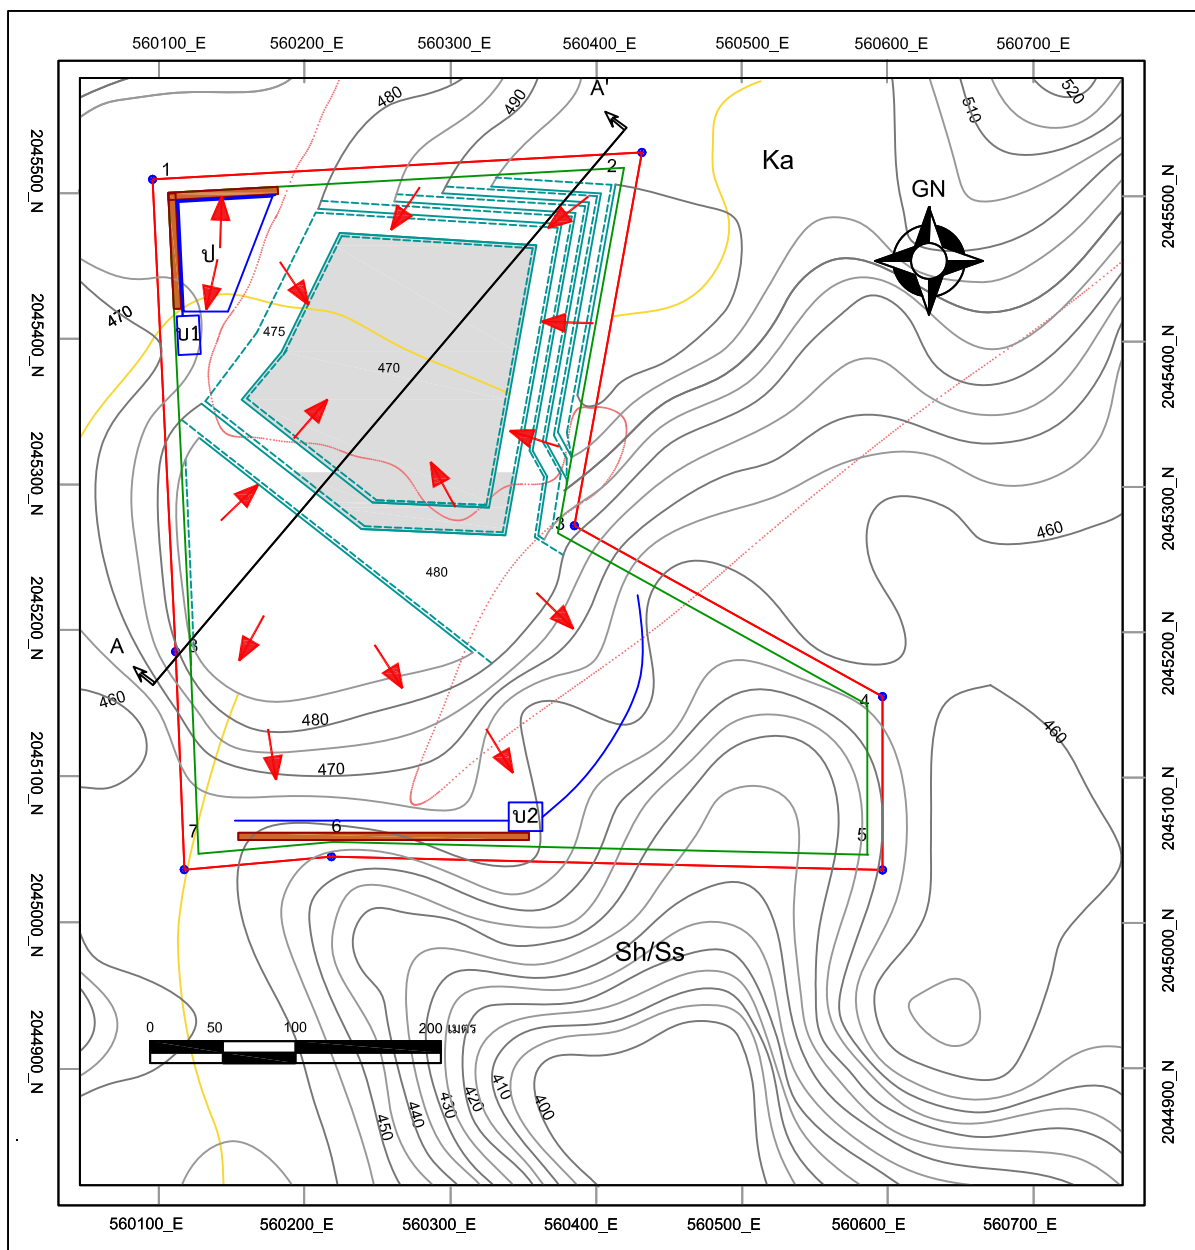 560100_E 560200_E 560300_E 560400_E 560500_E 560600_E 560700_E
A'
480
490
510
520
1
2
Ka
GN
2045500_N
2045500_N
ป
470
บ1
475
470
2045400_N
2045400_N
2045300_N
2045300_N
3
460
480
2045200_N
2045200_N
A
3
460
4
480
460
470
2045100_N
2045100_N
บ2
7
6
5
Sh/Ss
2045000_N
2045000_N
0 50 100 200 เมตร
2044900_N
2044900_N
450
440
430
420
410
400
560100_E 560200_E 560300_E 560400_E 560500_E 560600_E 560700_E